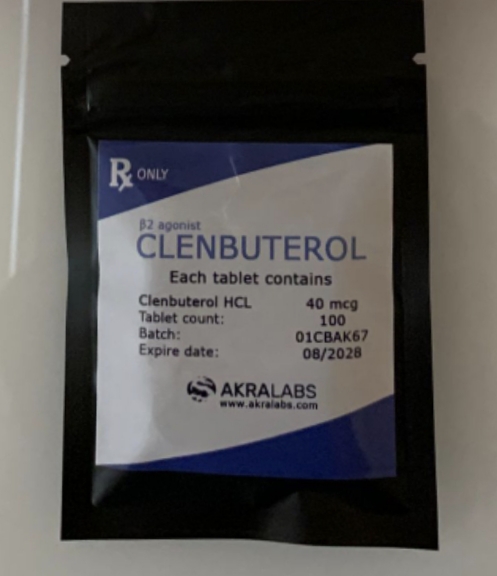 Rx ONLY
β2 agonist
CLENBUTEROL
Each tablet contains
Clenbuterol HCL 40 mcg
Tablet count: 100
Batch: 01CBAK67
Expire date: 08/2028
AKRALABS
www.akralabs.com